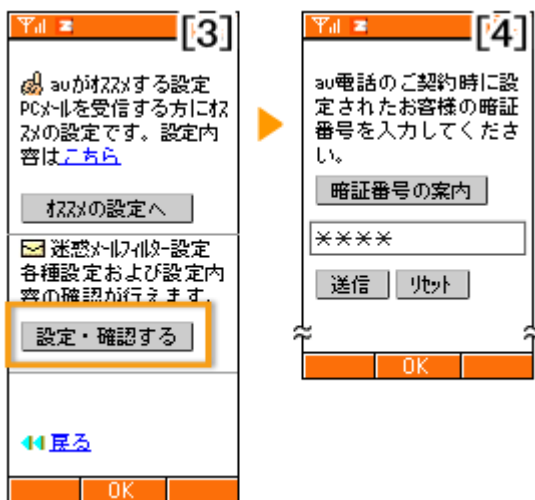 [3]
auがｵｽｽﾒする設定
PCﾒｰﾙを受信する方にｵｽ
ｽﾒの設定です。設定内
容はこちら
ｵｽｽﾒの設定へ
迷惑ﾒｰﾙﾌｨﾙﾀｰ設定
各種設定および設定内
容の確認が行えます。
設定・確認する
戻る
OK
[4]
au電話のご契約時に設
定されたお客様の暗証
番号を入力してくださ
い。
暗証番号の案内
****
送信 ﾘｾｯﾄ
OK